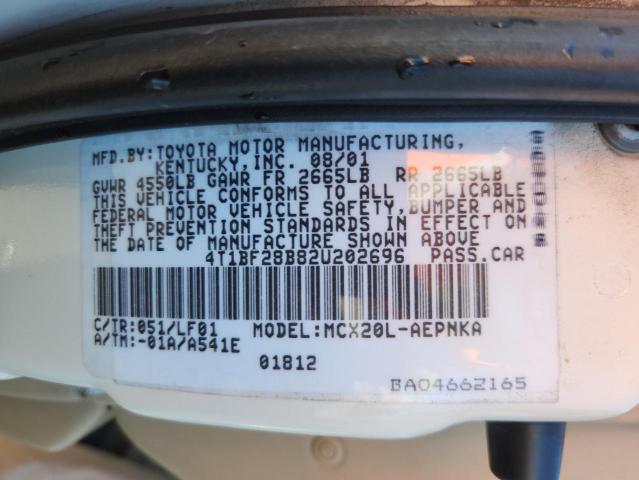 MFD.BY:TOYOTA MOTOR MANUFACTURING,
KENTUCKY,INC. 08/01
GVWR 4550LB GAWR FR 2665LB RR 2665LB
THIS VEHICLE CONFORMS TO ALL APPLICABLE
FEDERAL MOTOR VEHICLE SAFETY,BUMPER AND
THEFT PREVENTION STANDARDS IN EFFECT ON
THE DATE OF MANUFACTURE SHOWN ABOVE
4T1BF28B82U202696 PASS.CAR
C/TR:051/LF01 MODEL:MCX20L-AEPNKA
A/TM:-01A/A541E
01812
BA04662165